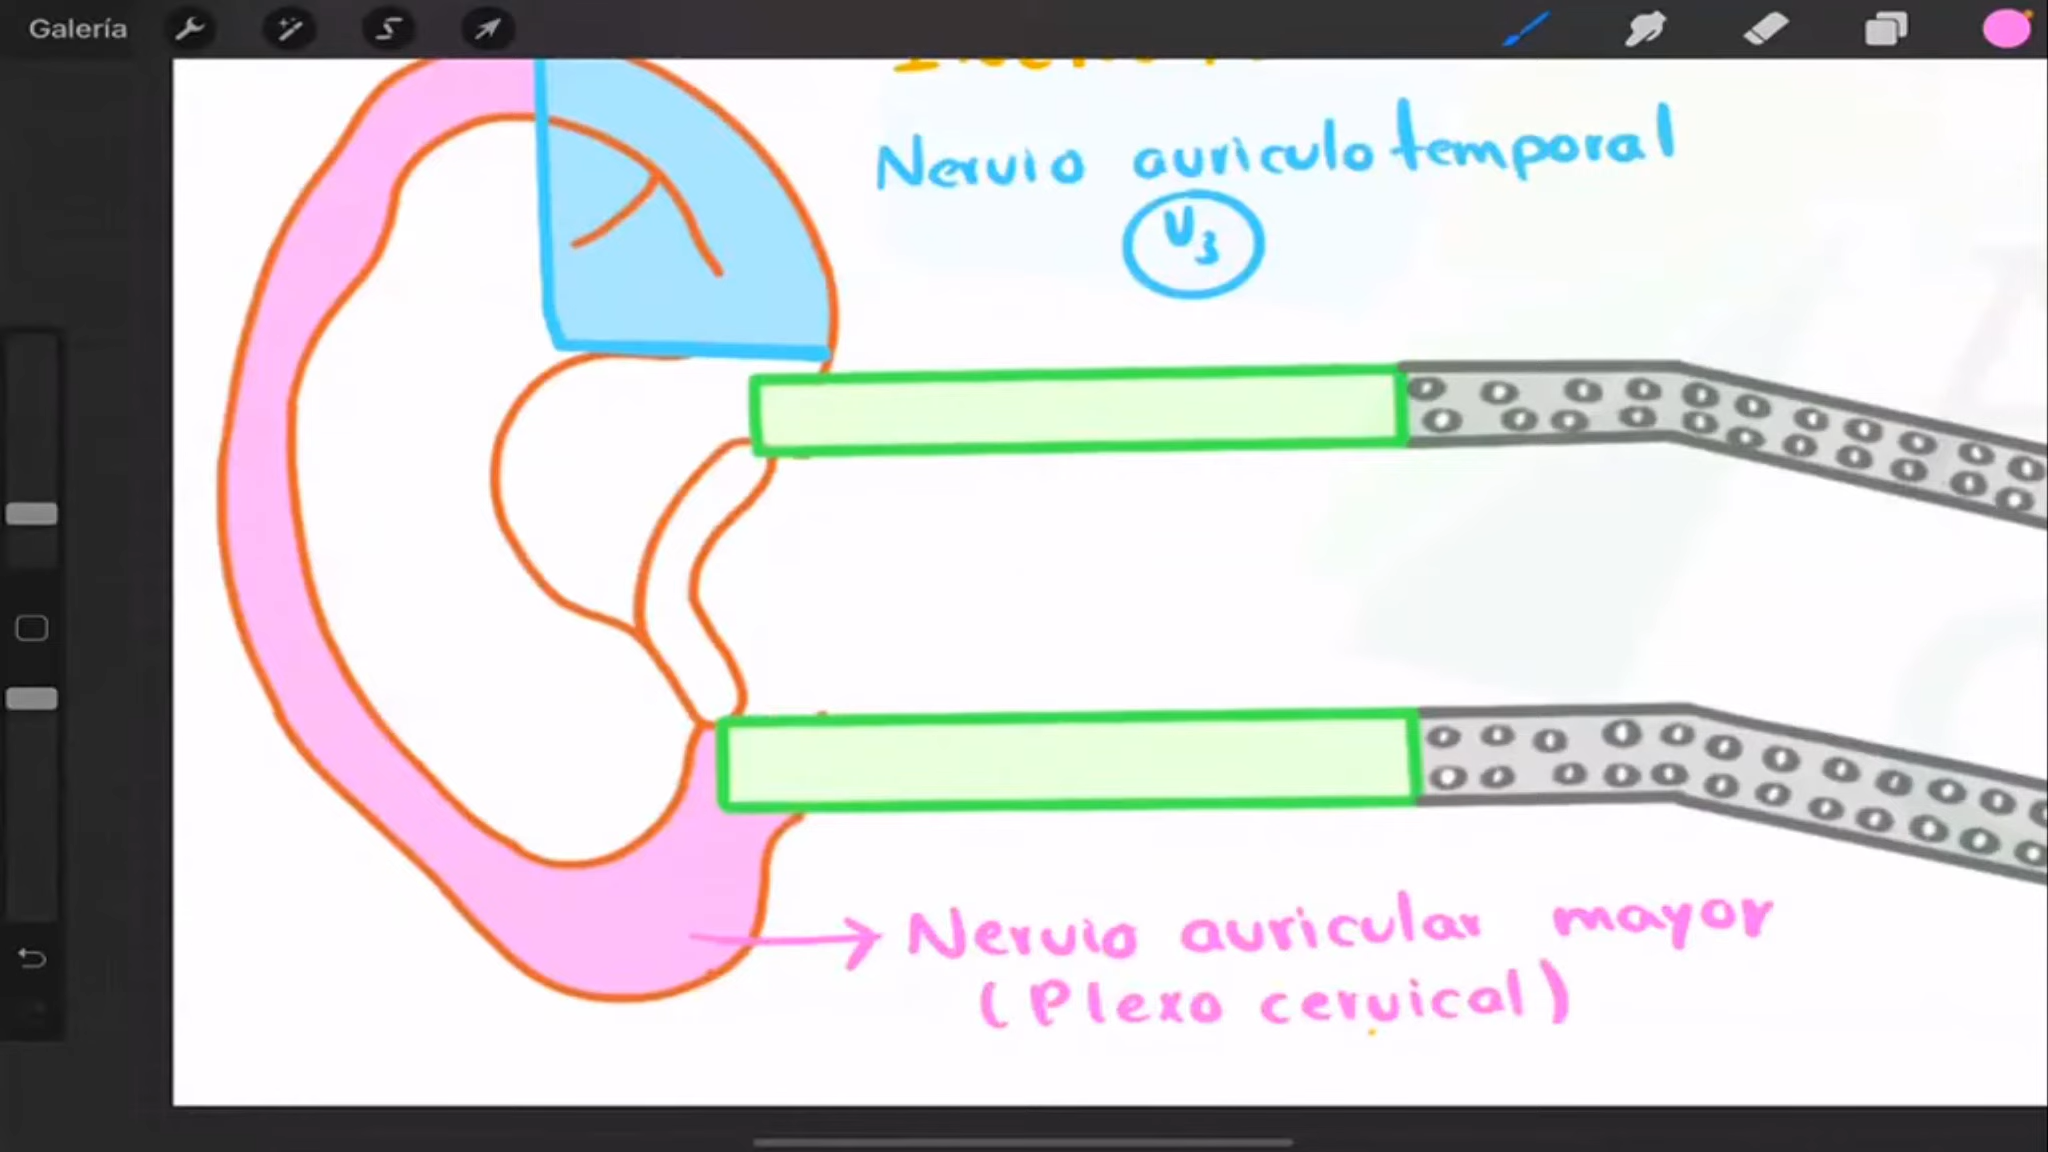 Galería
Nervio auriculotemporal
V3
Nervio auricular mayor
(Plexo cervical)